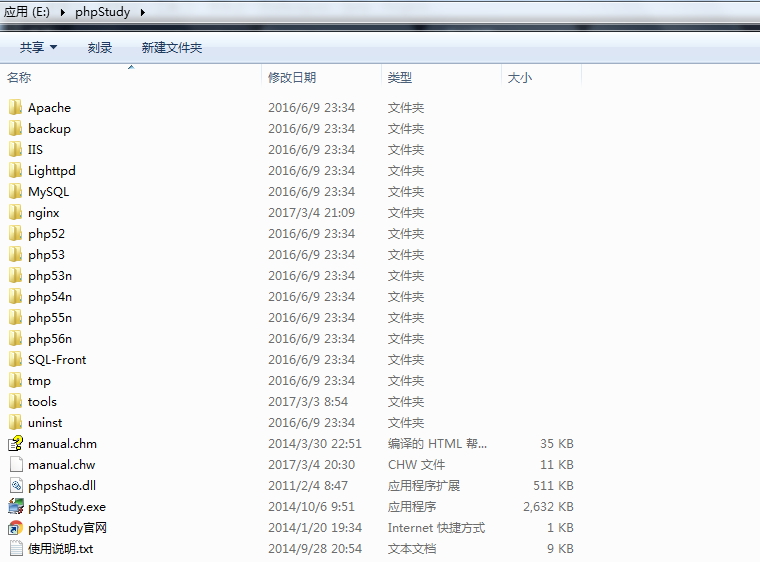 应用 (E:) ▸ phpStudy ▸
共享 ▼ 刻录 新建文件夹
名称 修改日期 类型 大小
Apache 2016/6/9 23:34 文件夹
backup 2016/6/9 23:34 文件夹
IIS 2016/6/9 23:34 文件夹
Lighttpd 2016/6/9 23:34 文件夹
MySQL 2016/6/9 23:34 文件夹
nginx 2017/3/4 21:09 文件夹
php52 2016/6/9 23:34 文件夹
php53 2016/6/9 23:34 文件夹
php53n 2016/6/9 23:34 文件夹
php54n 2016/6/9 23:34 文件夹
php55n 2016/6/9 23:34 文件夹
php56n 2016/6/9 23:34 文件夹
SQL-Front 2016/6/9 23:34 文件夹
tmp 2016/6/9 23:34 文件夹
tools 2017/3/3 8:54 文件夹
uninst 2016/6/9 23:34 文件夹
manual.chm 2014/3/30 22:51 编译的 HTML 帮... 35 KB
manual.chw 2017/3/4 20:30 CHW 文件 11 KB
phpshao.dll 2011/2/4 8:47 应用程序扩展 511 KB
phpStudy.exe 2014/10/6 9:51 应用程序 2,632 KB
phpStudy官网 2014/1/20 19:34 Internet 快捷方式 1 KB
使用说明.txt 2014/9/28 20:54 文本文档 9 KB